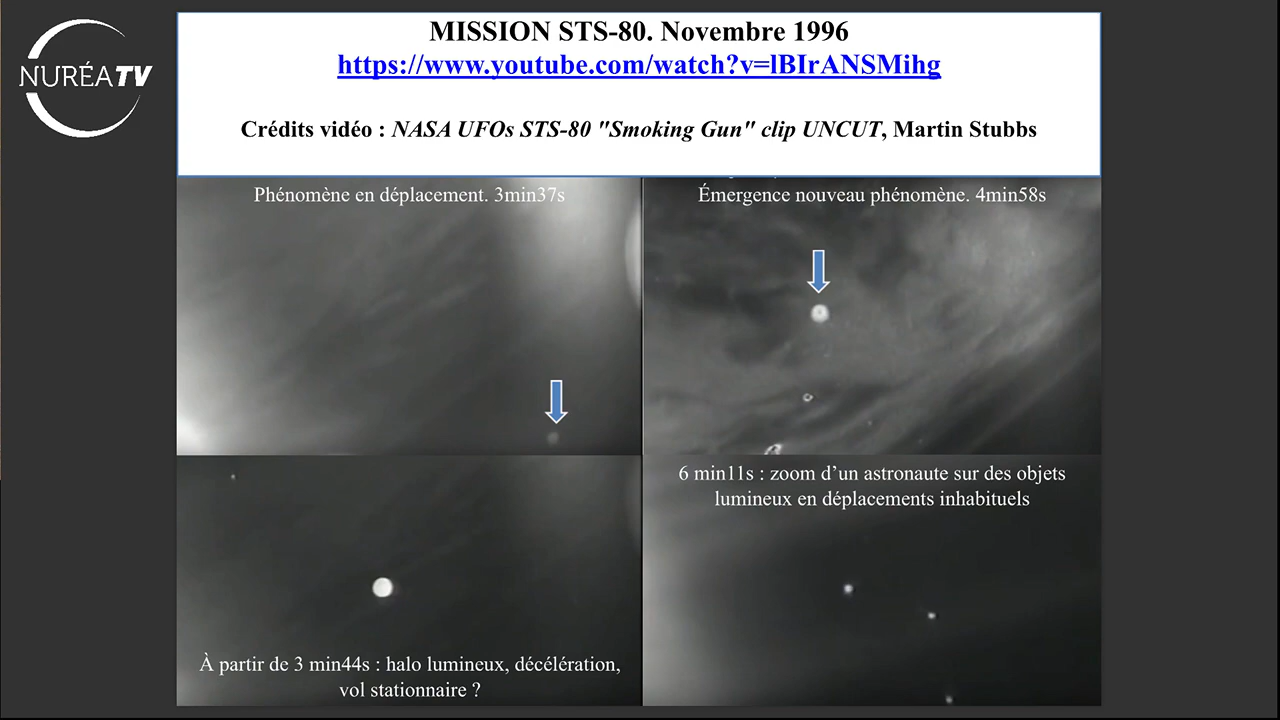 NURÉATV
MISSION STS-80. Novembre 1996
https://www.youtube.com/watch?v=lBIrANSMihg
Crédits vidéo : NASA UFOs STS-80 "Smoking Gun" clip UNCUT, Martin Stubbs
Phénomène en déplacement. 3min37s
Émergence nouveau phénomène. 4min58s
À partir de 3 min44s : halo lumineux, décélération,
vol stationnaire ?
6 min11s : zoom d’un astronaute sur des objets
lumineux en déplacements inhabituels